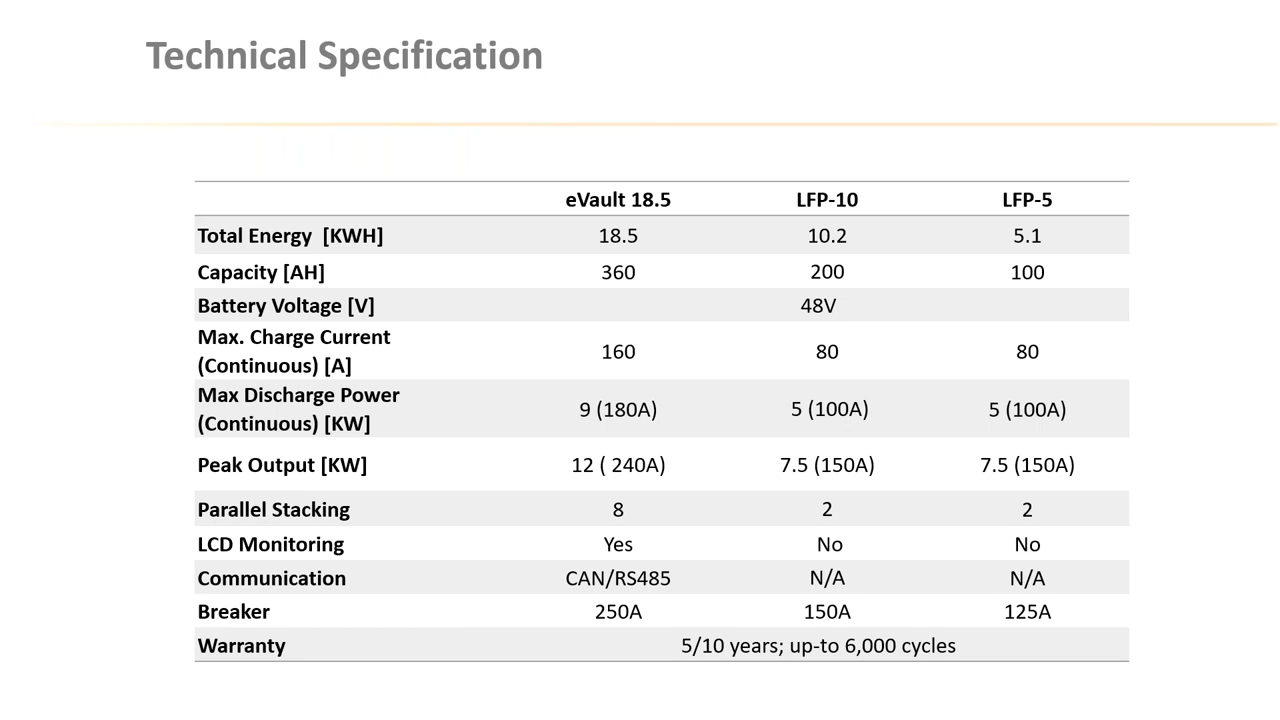 Technical Specification
eVault 18.5 LFP-10 LFP-5
Total Energy [KWH] 18.5 10.2 5.1
Capacity [AH] 360 200 100
Battery Voltage [V] 48V
Max. Charge Current
(Continuous) [A] 160 80 80
Max Discharge Power
(Continuous) [KW] 9 (180A) 5 (100A) 5 (100A)
Peak Output [KW] 12 ( 240A) 7.5 (150A) 7.5 (150A)
Parallel Stacking 8 2 2
LCD Monitoring Yes No No
Communication CAN/RS485 N/A N/A
Breaker 250A 150A 125A
Warranty 5/10 years; up-to 6,000 cycles